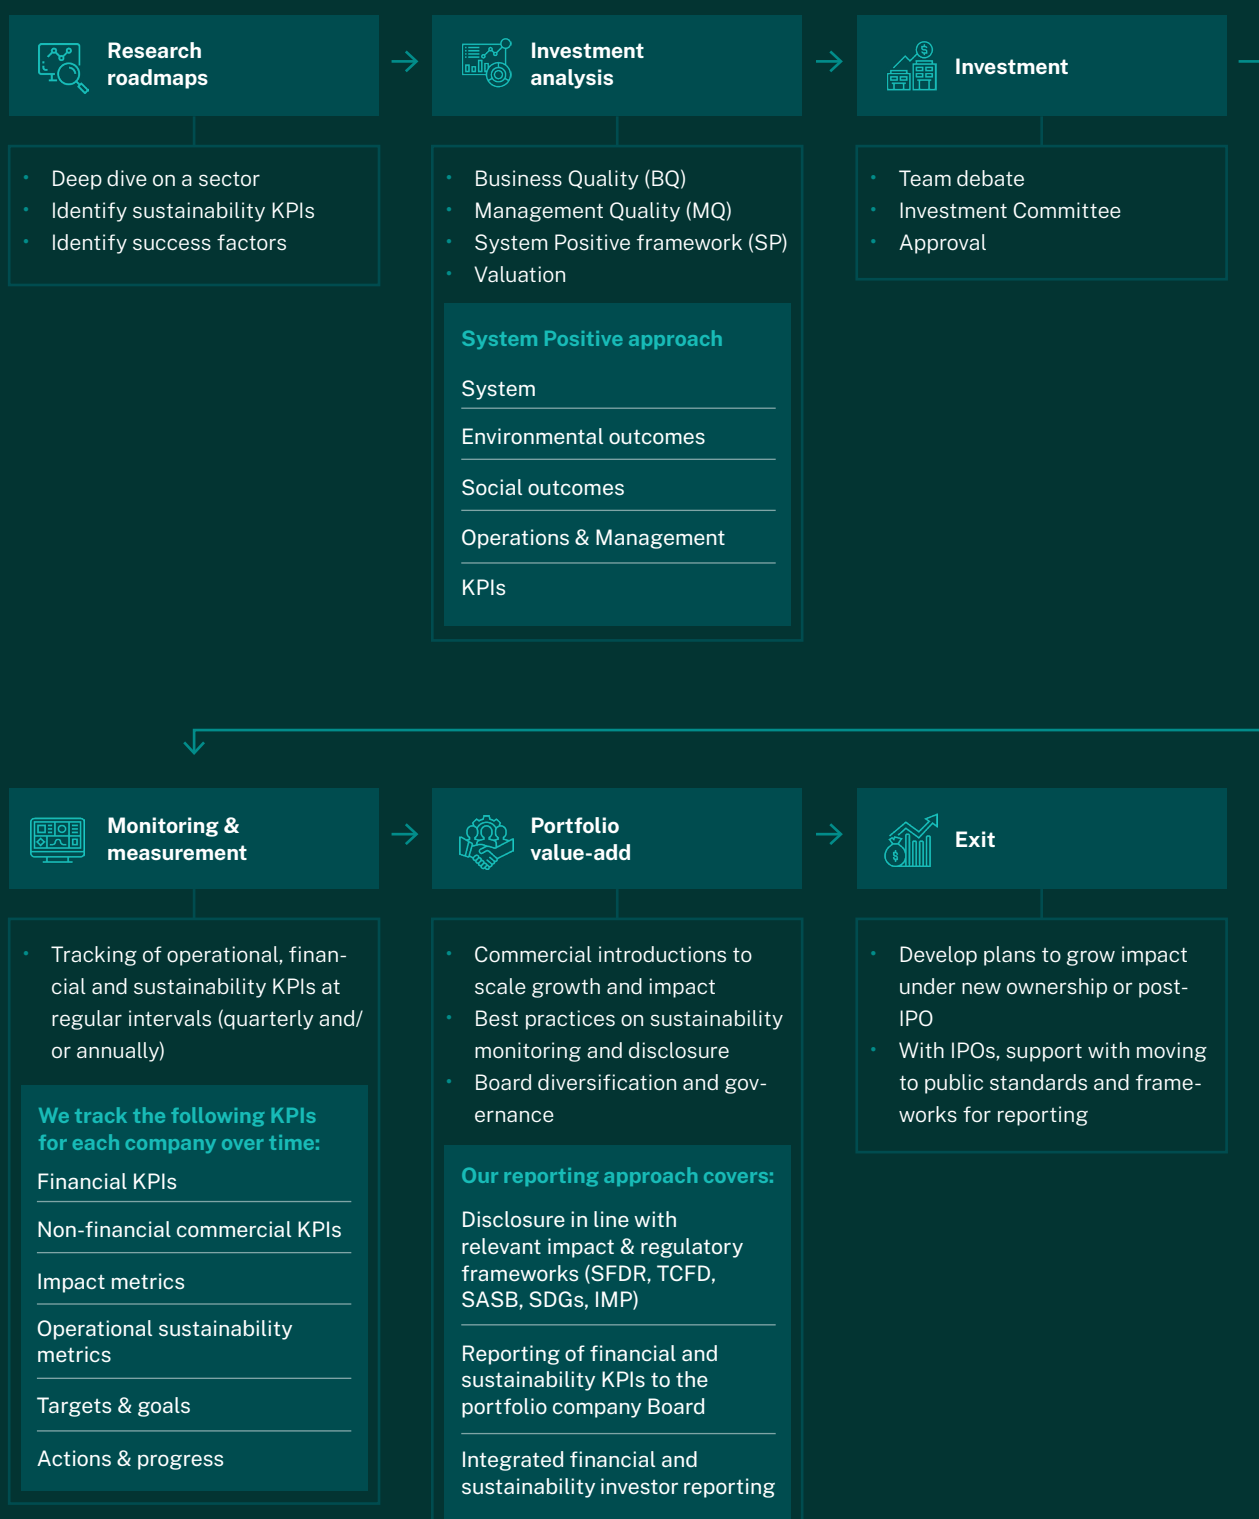 Research
roadmaps
Deep dive on a sector
Identify sustainability KPIs
Identify success factors
Investment
analysis
Business Quality (BQ)
Management Quality (MQ)
System Positive framework (SP)
Valuation
System Positive approach
System
Environmental outcomes
Social outcomes
Operations & Management
KPIs
Investment
Team debate
Investment Committee
Approval
Monitoring &
measurement
Tracking of operational, finan-
cial and sustainability KPIs at
regular intervals (quarterly and/
or annually)
We track the following KPIs
for each company over time:
Financial KPIs
Non-financial commercial KPIs
Impact metrics
Operational sustainability
metrics
Targets & goals
Actions & progress
Portfolio
value-add
Commercial introductions to
scale growth and impact
Best practices on sustainability
monitoring and disclosure
Board diversification and gov-
ernance
Our reporting approach covers:
Disclosure in line with
relevant impact & regulatory
frameworks (SFDR, TCFD,
SASB, SDGs, IMP)
Reporting of financial and
sustainability KPIs to the
portfolio company Board
Integrated financial and
sustainability investor reporting
Exit
Develop plans to grow impact
under new ownership or post-
IPO
With IPOs, support with moving
to public standards and frame-
works for reporting